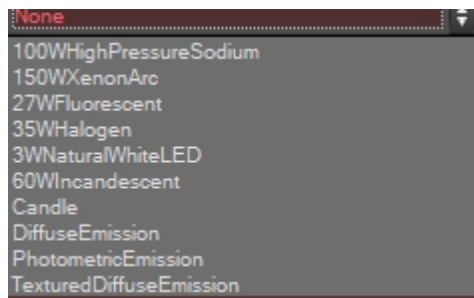 None
100WHighPressureSodium
150WXenonArc
27WFluorescent
35WHalogen
3WNaturalWhiteLED
60WIncandescent
Candle
DiffuseEmission
PhotometricEmission
TexturedDiffuseEmission